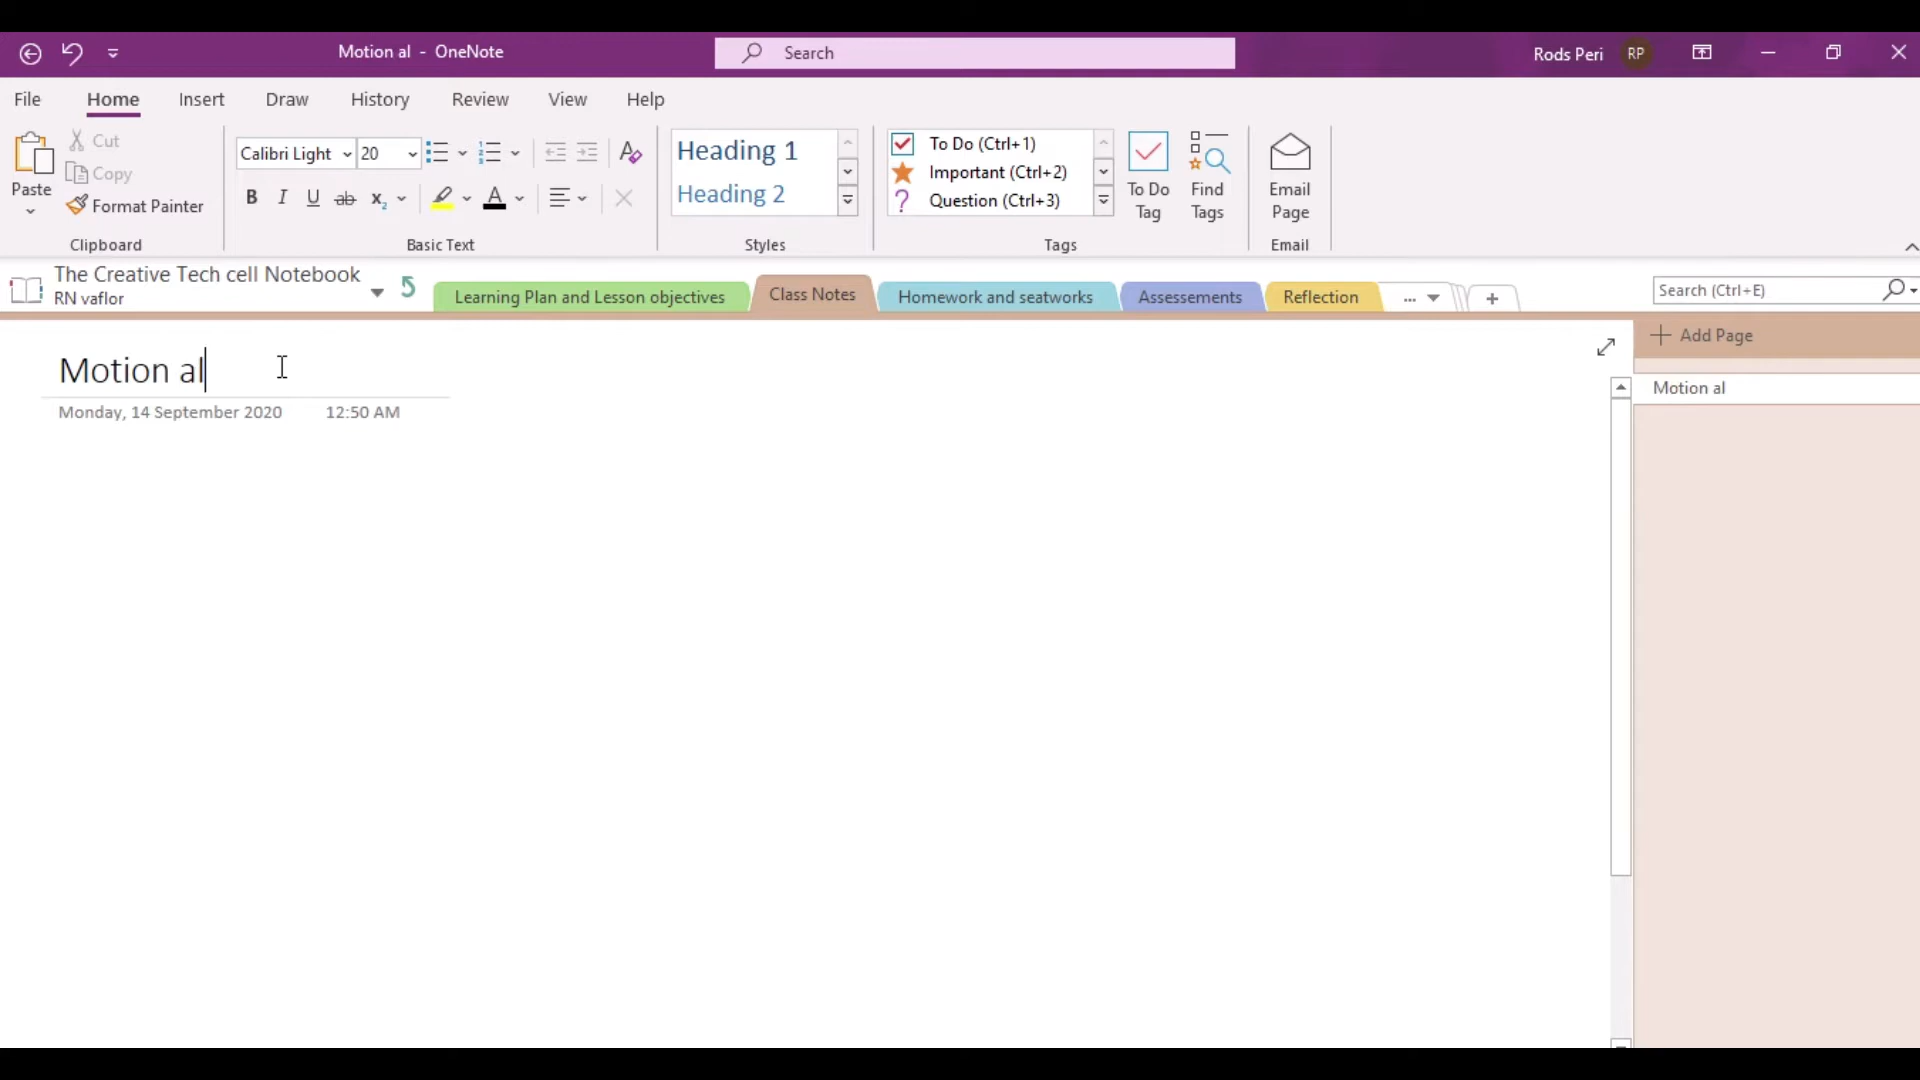 Motion al - OneNote
Search
Rods Peri
RP
File
Home
Insert
Draw
History
Review
View
Help
Paste
Cut
Copy
Format Painter
Clipboard
Calibri Light
20
Basic Text
Heading 1
Heading 2
Styles
To Do (Ctrl+1)
Important (Ctrl+2)
Question (Ctrl+3)
Tags
To Do
Tag
Find
Tags
Email
Page
Email
The Creative Tech cell Notebook
RN vaflor
Learning Plan and Lesson objectives
Class Notes
Homework and seatworks
Assessements
Reflection
...
Search (Ctrl+E)
Add Page
Motion al
Motion al
Monday, 14 September 2020 12:50 AM